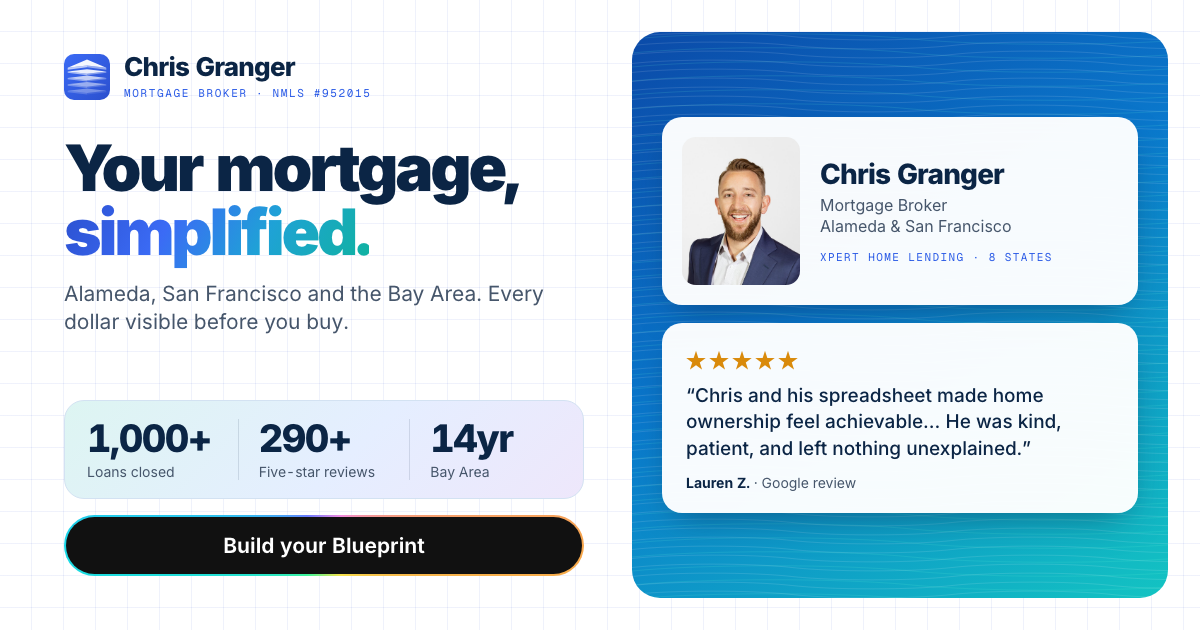 Chris Granger
MORTGAGE BROKER · NMLS #952015
Your mortgage,
simplified.
Alameda, San Francisco and the Bay Area. Every
dollar visible before you buy.
1,000+
Loans closed
290+
Five-star reviews
14yr
Bay Area
Build your Blueprint
Chris Granger
Mortgage Broker
Alameda & San Francisco
XPERT HOME LENDING · 8 STATES
★★★★★
“Chris and his spreadsheet made home
ownership feel achievable… He was kind,
patient, and left nothing unexplained.”
Lauren Z. · Google review